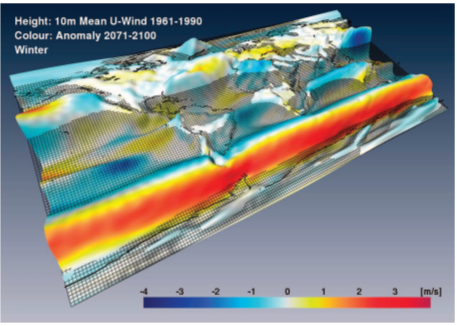 Height: 10m Mean U-Wind 1961-1990
Colour: Anomaly 2071-2100
Winter
-4 -3 -2 -1 0 1 2 3 [m/s]